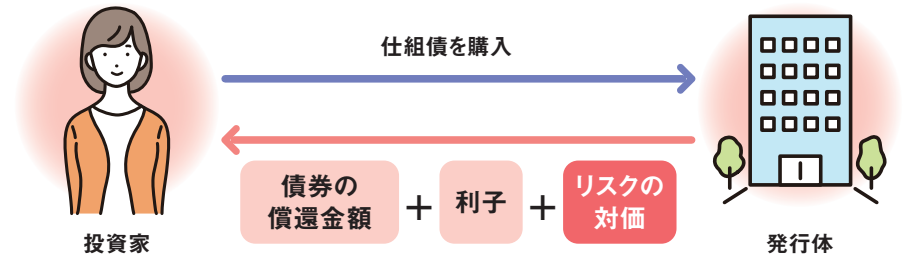 仕組債を購入
債券の
償還金額
+
利子
+
リスクの
対価
投資家
発行体